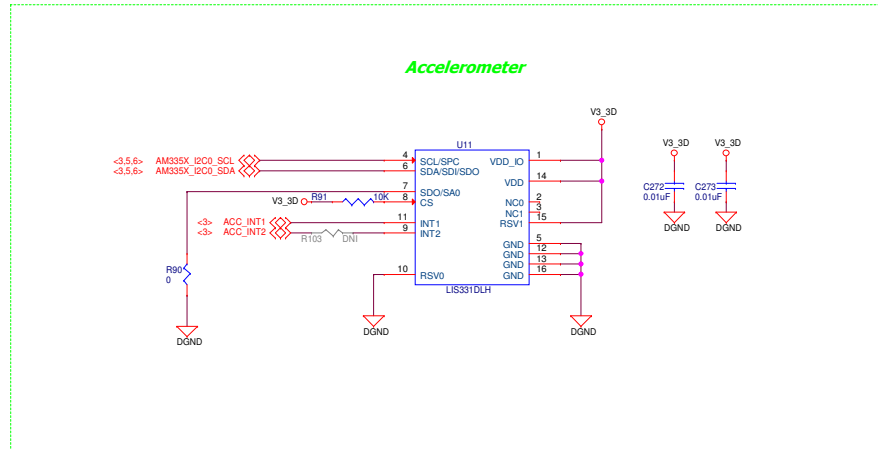 Accelerometer
V3_3D
V3_3D
V3_3D
U11
<3,5,6> AM335X_I2C0_SCL 4 SCL/SPC VDD_IO 1
<3,5,6> AM335X_I2C0_SDA 6 SDA/SDI/SDO
VDD 14
7 SDO/SA0
V3_3D R91 10K 8 CS
NC0 2
NC1 3
<3> ACC_INT1 11 INT1 RSV1 15
<3> ACC_INT2 9 INT2
R103 DNI
C272
0.01uF
C273
0.01uF
DGND
DGND
GND 5
GND 12
GND 13
10 RSV0 GND 16
R90
0
LIS331DLH
DGND
DGND
DGND